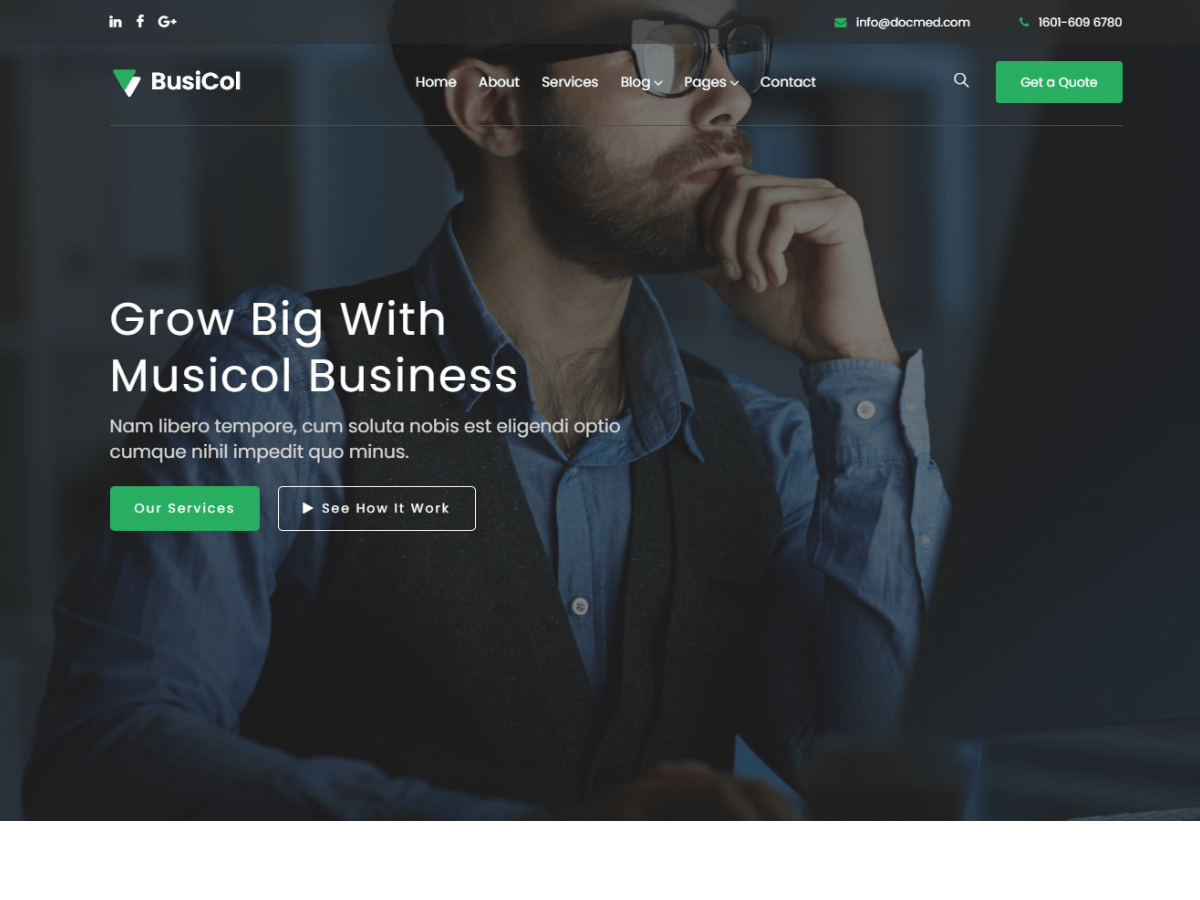 info@docmed.com
1601-609 6780
BusiCol
Home
About
Services
Blog
Pages
Contact
Get a Quote
Grow Big With
Musicol Business
Nam libero tempore, cum soluta nobis est eligendi optio
cumque nihil impedit quo minus.
Our Services
See How It Work